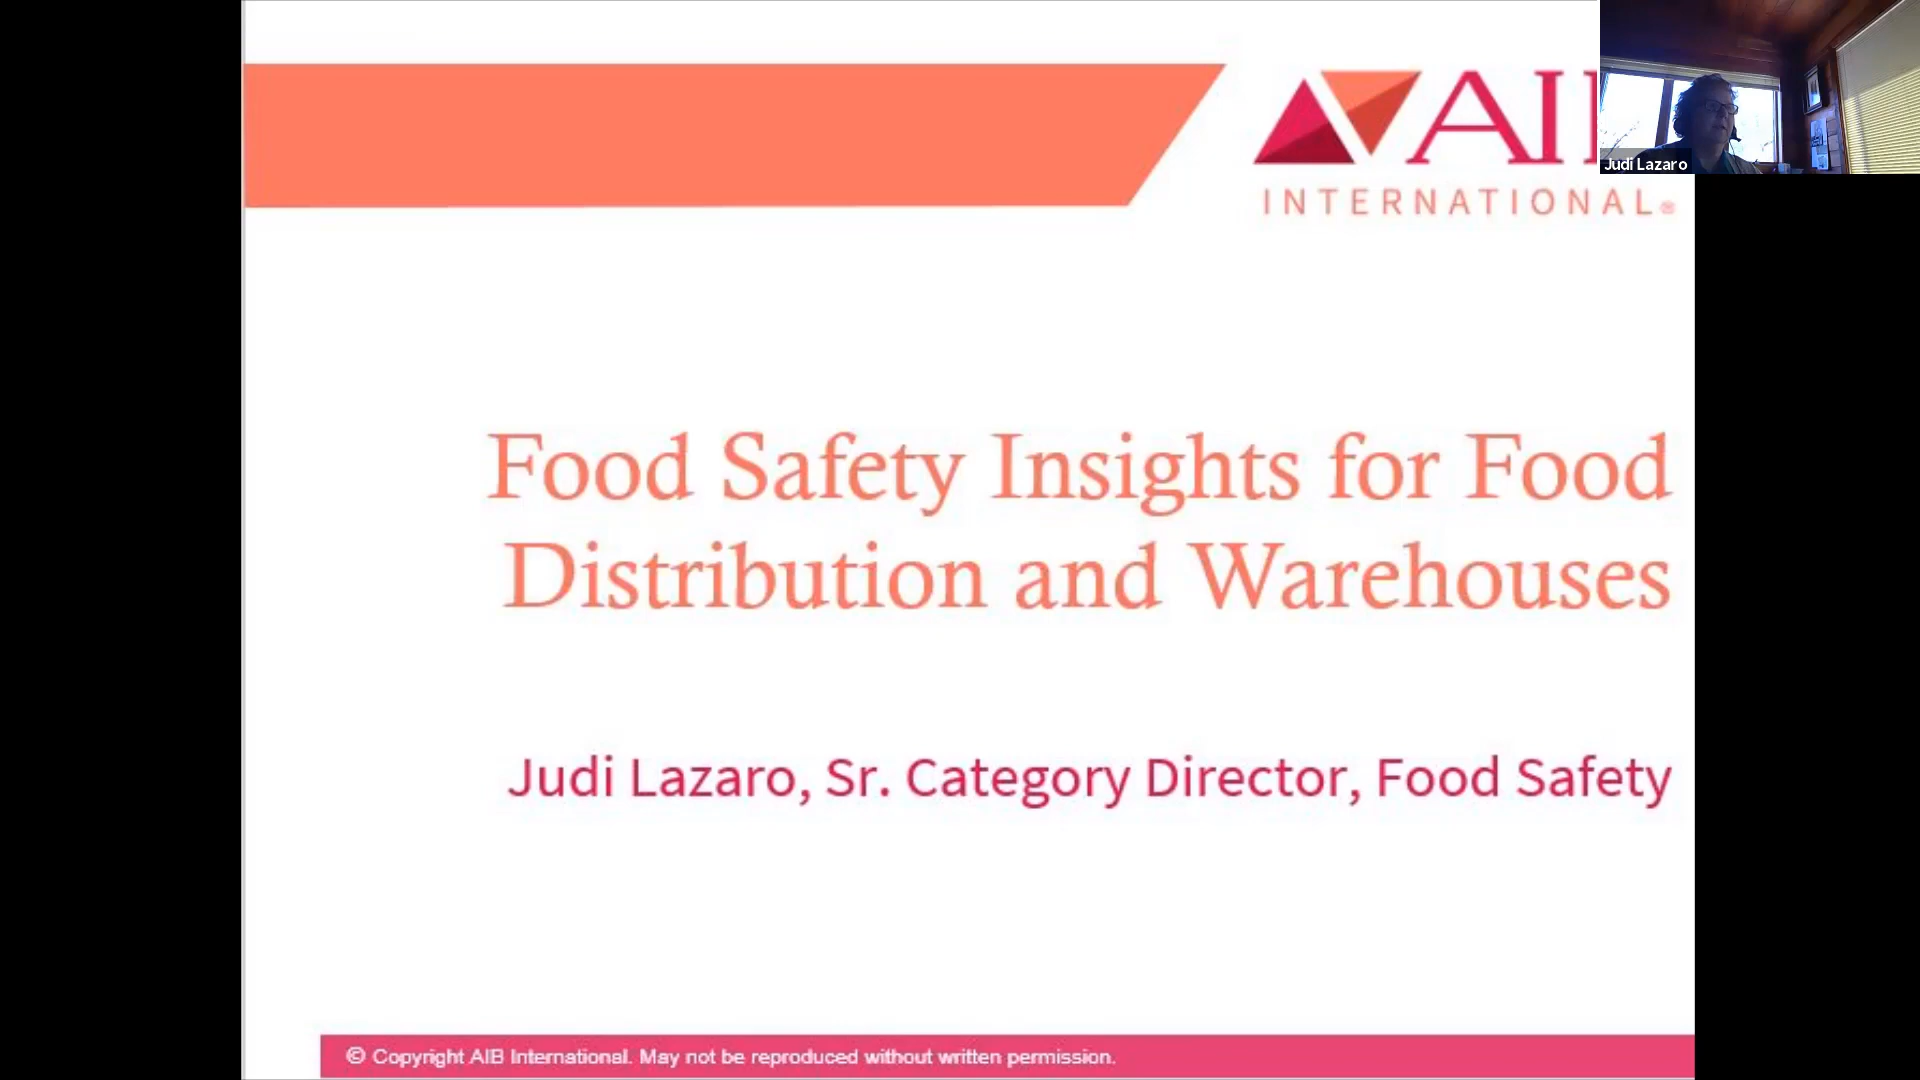 AI
Judi Lazaro
INTERNATIONAL®
Food Safety Insights for Food
Distribution and Warehouses
Judi Lazaro, Sr. Category Director, Food Safety
© Copyright AIB International. May not be reproduced without written permission.